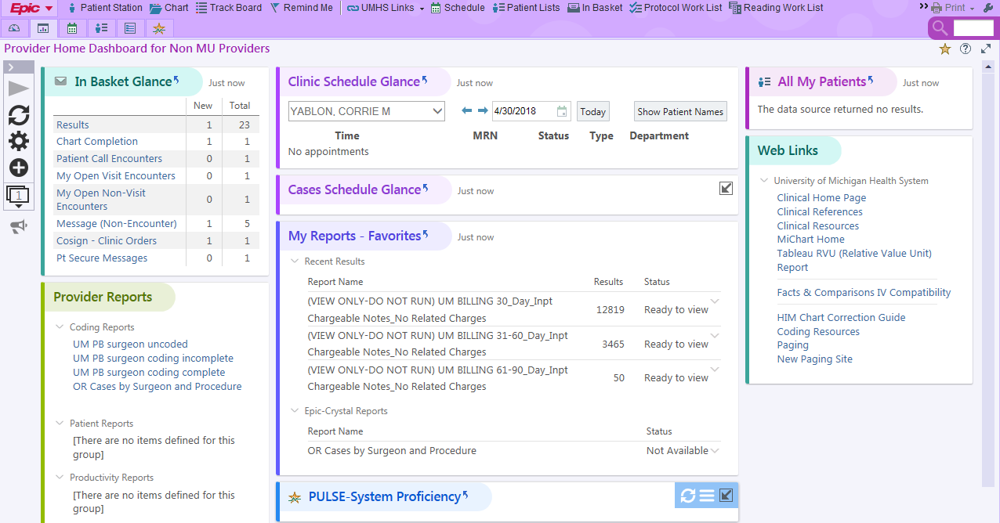 Epic Patient Station Chart Track Board Remind Me UMHS Links Schedule Patient Lists In Basket Protocol Work List Reading Work List Print
Provider Home Dashboard for Non MU Providers
In Basket Glance Just now
New Total
Results 1 23
Chart Completion 1 1
Patient Call Encounters 0 1
My Open Visit Encounters 0 1
My Open Non-Visit
Encounters 0 1
Message (Non-Encounter) 1 5
Cosign - Clinic Orders 1 1
Pt Secure Messages 0 1
1
Provider Reports
Coding Reports
UM PB surgeon uncoded
UM PB surgeon coding incomplete
UM PB surgeon coding complete
OR Cases by Surgeon and Procedure
Patient Reports
[There are no items defined for this
group]
Productivity Reports
[There are no items defined for this
group]
Clinic Schedule Glance Just now
YABLON, CORRIE M 4/30/2018 Today Show Patient Names
Time MRN Status Type Department
No appointments
Cases Schedule Glance Just now
My Reports - Favorites Just now
Recent Results
Report Name Results Status
(VIEW ONLY-DO NOT RUN) UM BILLING 30_Day_Inpt
Chargeable Notes_No Related Charges 12819 Ready to view
(VIEW ONLY-DO NOT RUN) UM BILLING 31-60_Day_Inpt
Chargeable Notes_No Related Charges 3465 Ready to view
(VIEW ONLY-DO NOT RUN) UM BILLING 61-90_Day_Inpt
Chargeable Notes_No Related Charges 50 Ready to view
Epic-Crystal Reports
Report Name Status
OR Cases by Surgeon and Procedure Not Available
PULSE-System Proficiency
All My Patients Just now
The data source returned no results.
Web Links
University of Michigan Health System
Clinical Home Page
Clinical References
Clinical Resources
MiChart Home
Tableau RVU (Relative Value Unit)
Report
Facts & Comparisons IV Compatibility
HIM Chart Correction Guide
Coding Resources
Paging
New Paging Site